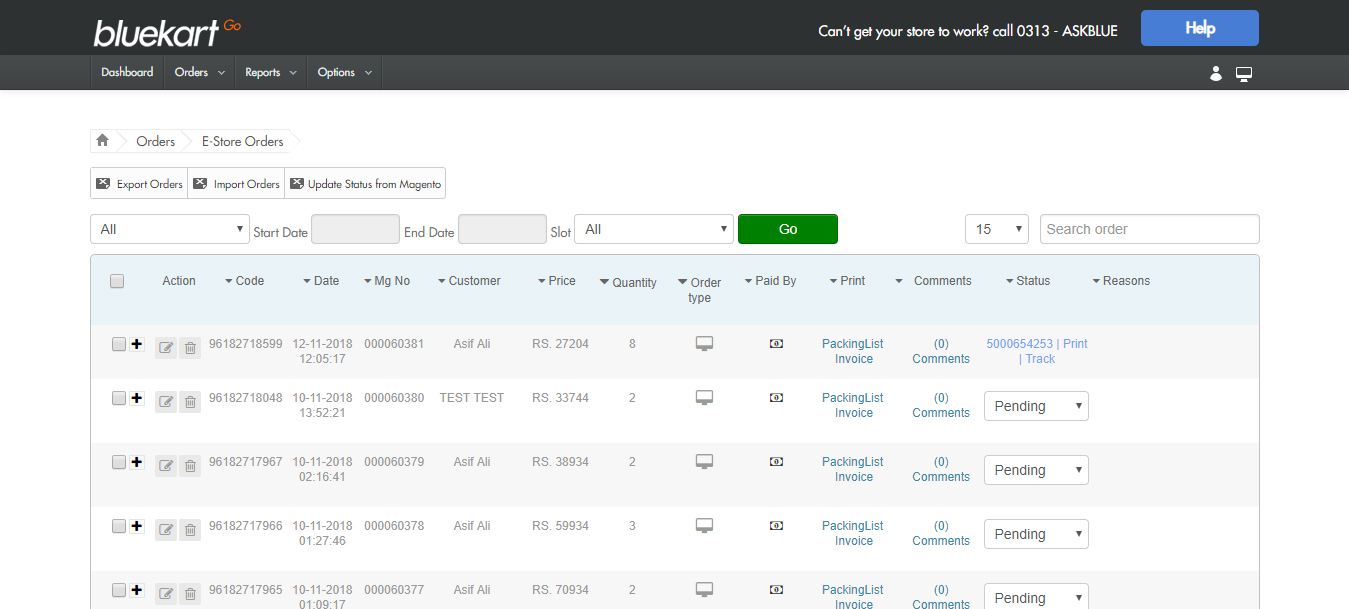 bluekart Go
Can't get your store to work? call 0313 - ASKBLUE
Help
Dashboard Orders Reports Options
Orders E-Store Orders
Export Orders Import Orders Update Status from Magento
All Start Date End Date Slot All Go 15 Search order
Action Code Date Mg No Customer Price Quantity Order Paid By Print Comments Status Reasons
type
96182718599 12-11-2018 000060381 Asif Ali RS. 27204 8 PackingList (0) 5000654253 | Print
12:05:17 Invoice Comments | Track
96182718048 10-11-2018 000060380 TEST TEST RS. 33744 2 PackingList (0) Pending
13:52:21 Invoice Comments
96182717967 10-11-2018 000060379 Asif Ali RS. 38934 2 PackingList (0) Pending
02:16:41 Invoice Comments
96182717966 10-11-2018 000060378 Asif Ali RS. 59934 3 PackingList (0) Pending
01:27:46 Invoice Comments
96182717965 10-11-2018 000060377 Asif Ali RS. 70934 2 PackingList (0) Pending
01:09:17 Invoice Comments